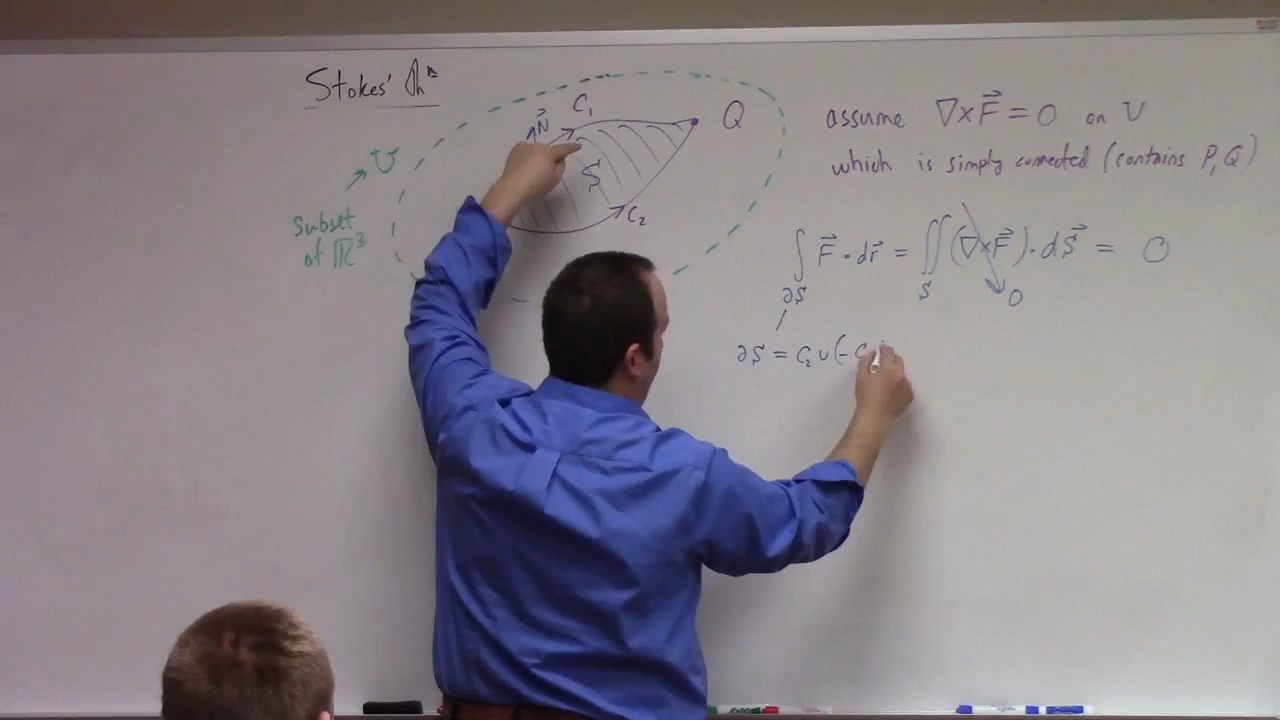 Stokes' Thᵐ
C₁
Q
N⃗
S
C₂
U
subset
of ℝ³
assume ∇×F⃗ = 0 on U
which is simply connected (contains P, Q)
∫ F⃗ · dr⃗ = ∬ (∇×F⃗) · dS⃗ = 0
∂S S 0
∂S = C₂ ∪ (-C